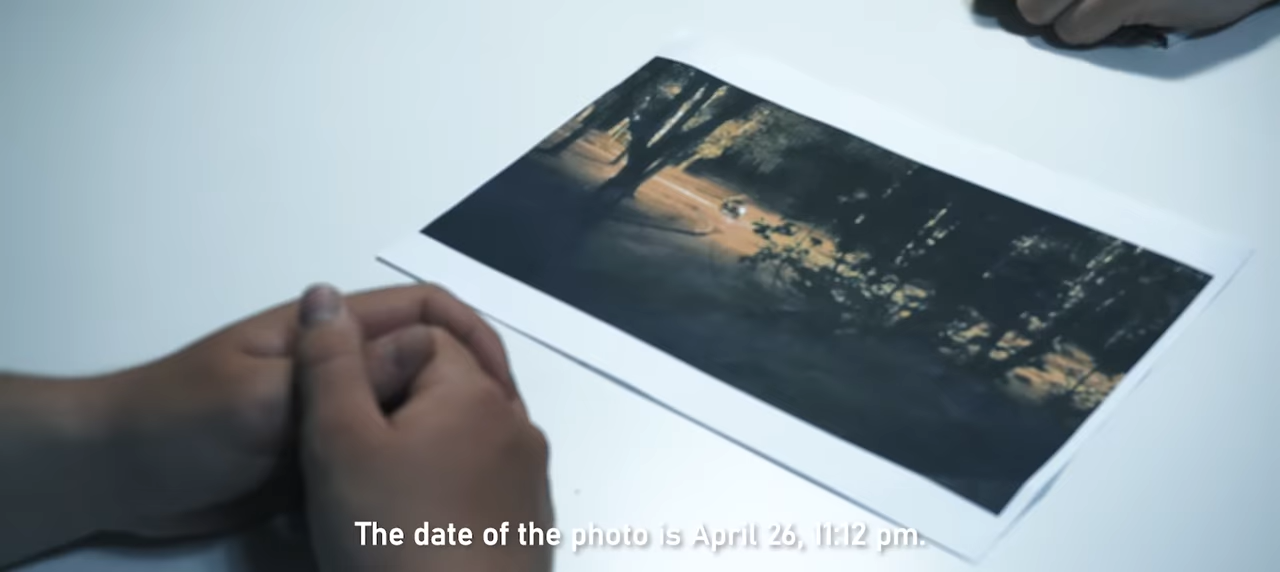 The date of the photo is April 26, 11:12 pm.